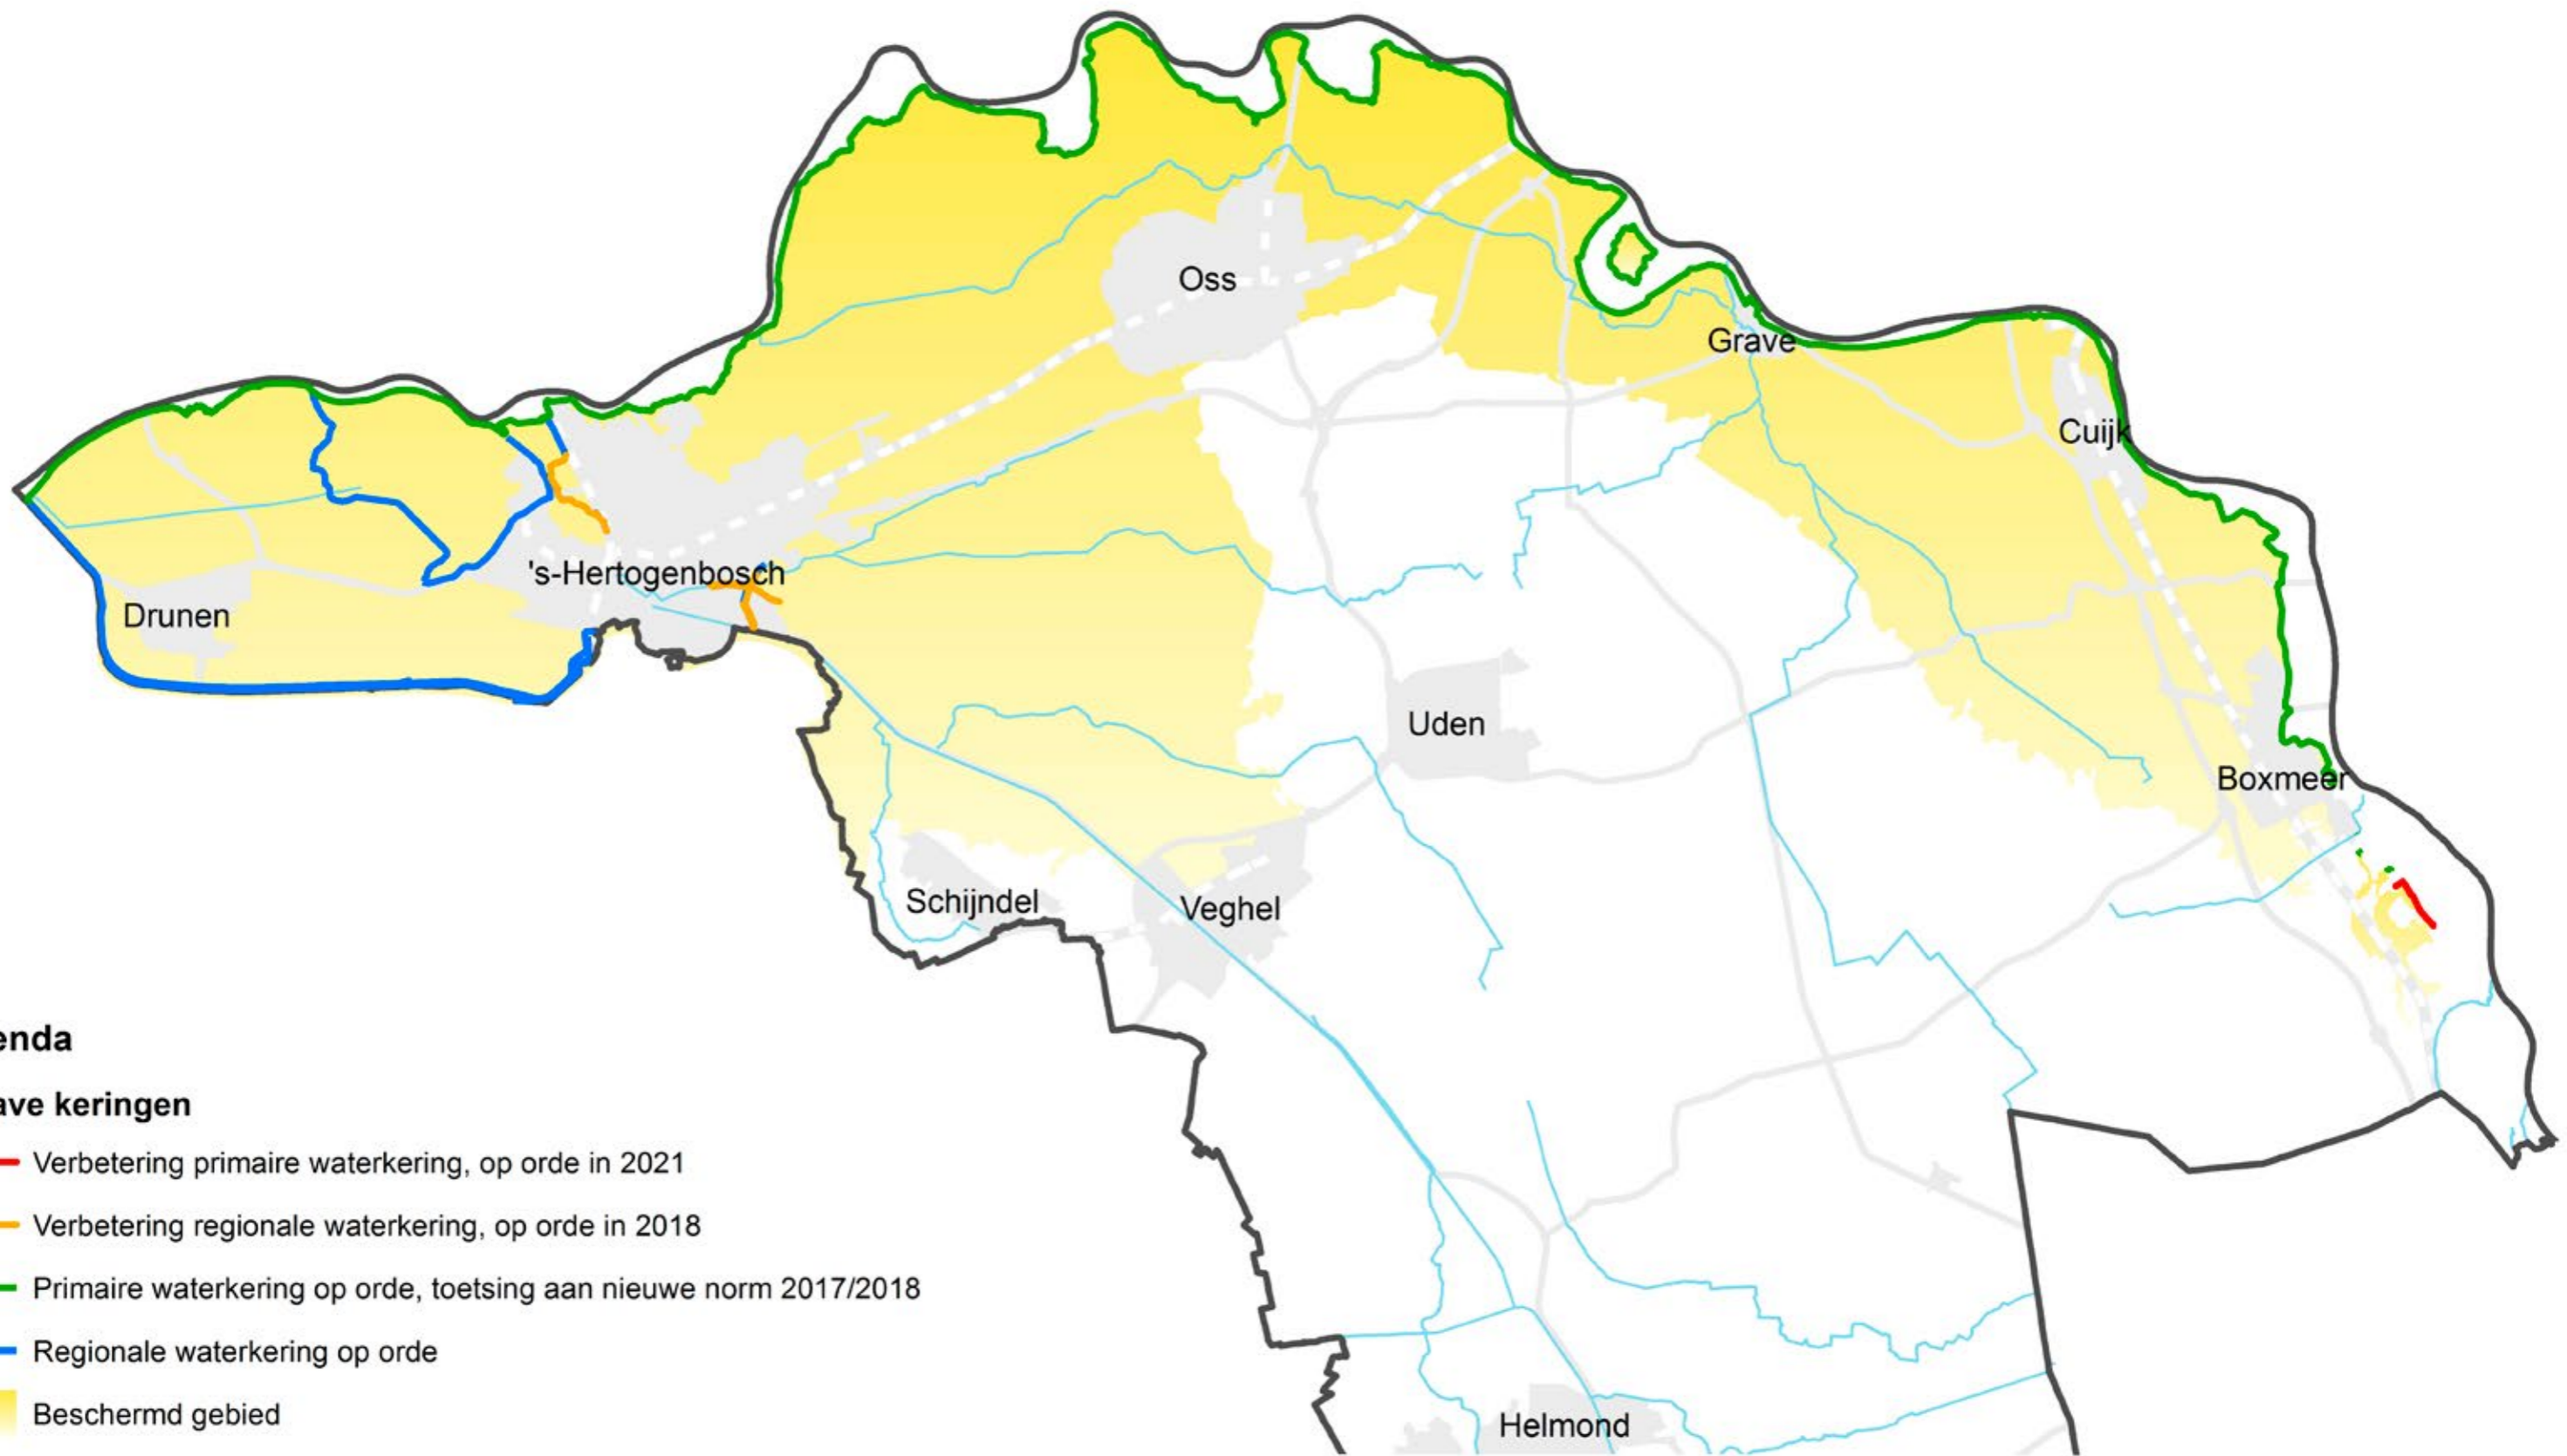 Oss
Grave
Cuijk
's-Hertogenbosch
Drunen
Uden
Boxmeer
Schijndel
Veghel
Helmond
enda
ave keringen
Verbetering primaire waterkering, op orde in 2021
Verbetering regionale waterkering, op orde in 2018
Primaire waterkering op orde, toetsing aan nieuwe norm 2017/2018
Regionale waterkering op orde
Beschermd gebied